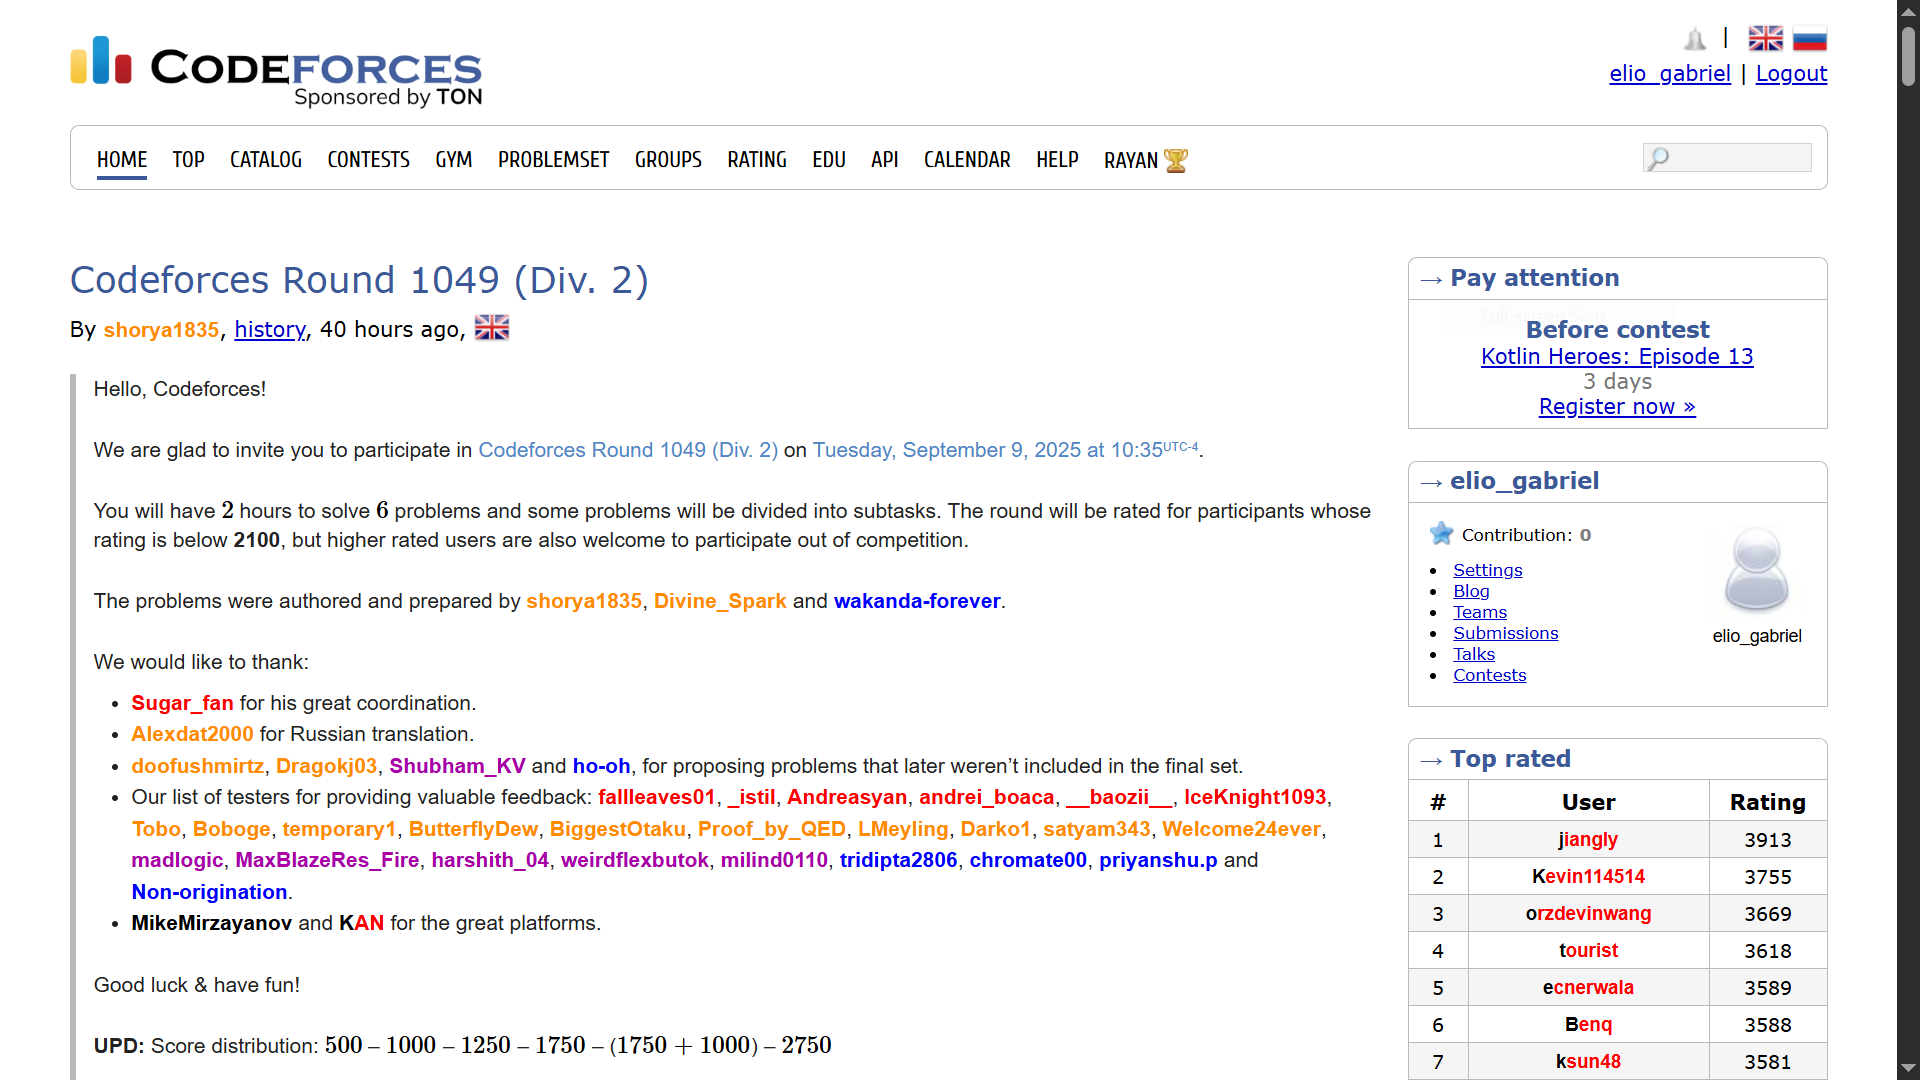 CODEFORCES
Sponsored by TON
|
elio_gabriel | Logout
HOME TOP CATALOG CONTESTS GYM PROBLEMSET GROUPS RATING EDU API CALENDAR HELP RAYAN
Codeforces Round 1049 (Div. 2)
By shorya1835, history, 40 hours ago,
Hello, Codeforces!
We are glad to invite you to participate in Codeforces Round 1049 (Div. 2) on Tuesday, September 9, 2025 at 10:35UTC-4.
You will have 2 hours to solve 6 problems and some problems will be divided into subtasks. The round will be rated for participants whose
rating is below 2100, but higher rated users are also welcome to participate out of competition.
The problems were authored and prepared by shorya1835, Divine_Spark and wakanda-forever.
We would like to thank:
• Sugar_fan for his great coordination.
• Alexdat2000 for Russian translation.
• doofushmirtz, Dragokj03, Shubham_KV and ho-oh, for proposing problems that later weren't included in the final set.
• Our list of testers for providing valuable feedback: fallleaves01, _istil, Andreasyan, andrei_boaca, __baozii__, IceKnight1093,
Tobo, Boboge, temporary1, ButterflyDew, BiggestOtaku, Proof_by_QED, LMeyling, Darko1, satyam343, Welcome24ever,
madlogic, MaxBlazeRes_Fire, harshith_04, weirdflexbutok, milind0110, tridipta2806, chromate00, priyanshu.p and
Non-origination.
• MikeMirzayanov and KAN for the great platforms.
Good luck & have fun!
UPD: Score distribution: 500 – 1000 – 1250 – 1750 – (1750 + 1000) – 2750
→ Pay attention
Before contest
Kotlin Heroes: Episode 13
3 days
Register now »
→ elio_gabriel
Contribution: 0
• Settings
• Blog
• Teams
• Submissions
• Talks
• Contests
elio_gabriel
→ Top rated
# User Rating
1 jiangly 3913
2 Kevin114514 3755
3 orzdevinwang 3669
4 tourist 3618
5 ecnerwala 3589
6 Benq 3588
7 ksun48 3581